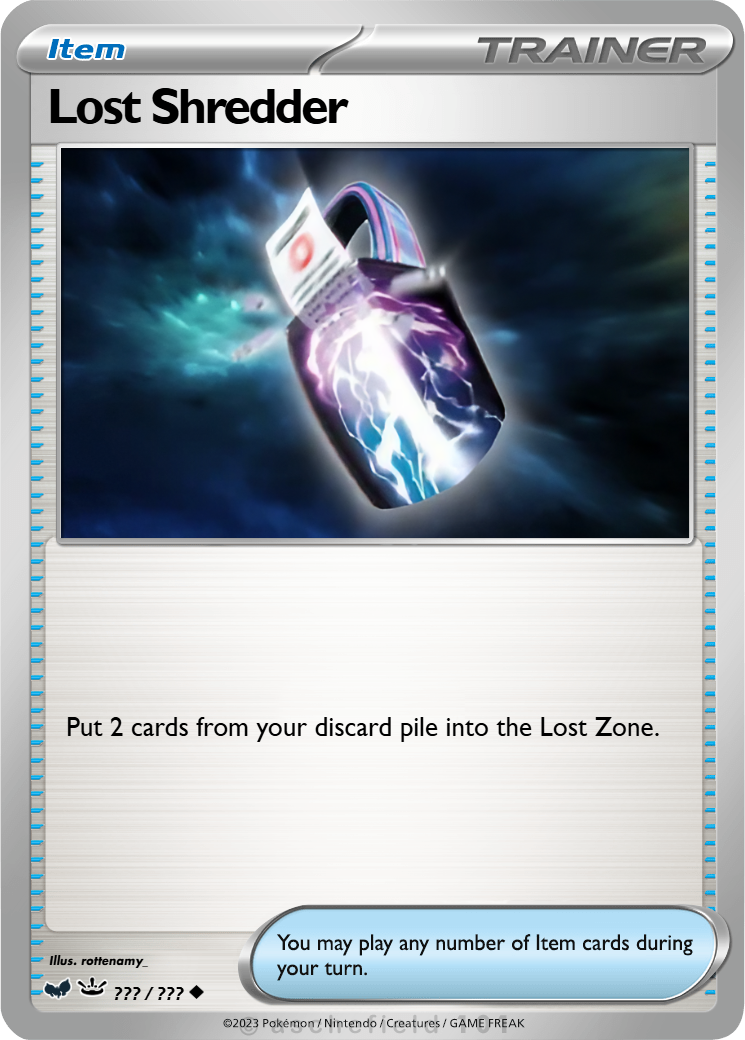 Item
TRAINER
Lost Shredder
Put 2 cards from your discard pile into the Lost Zone.
You may play any number of Item cards during
your turn.
Illus. rottenamy_
??? / ???
©2023 Pokémon / Nintendo / Creatures / GAME FREAK